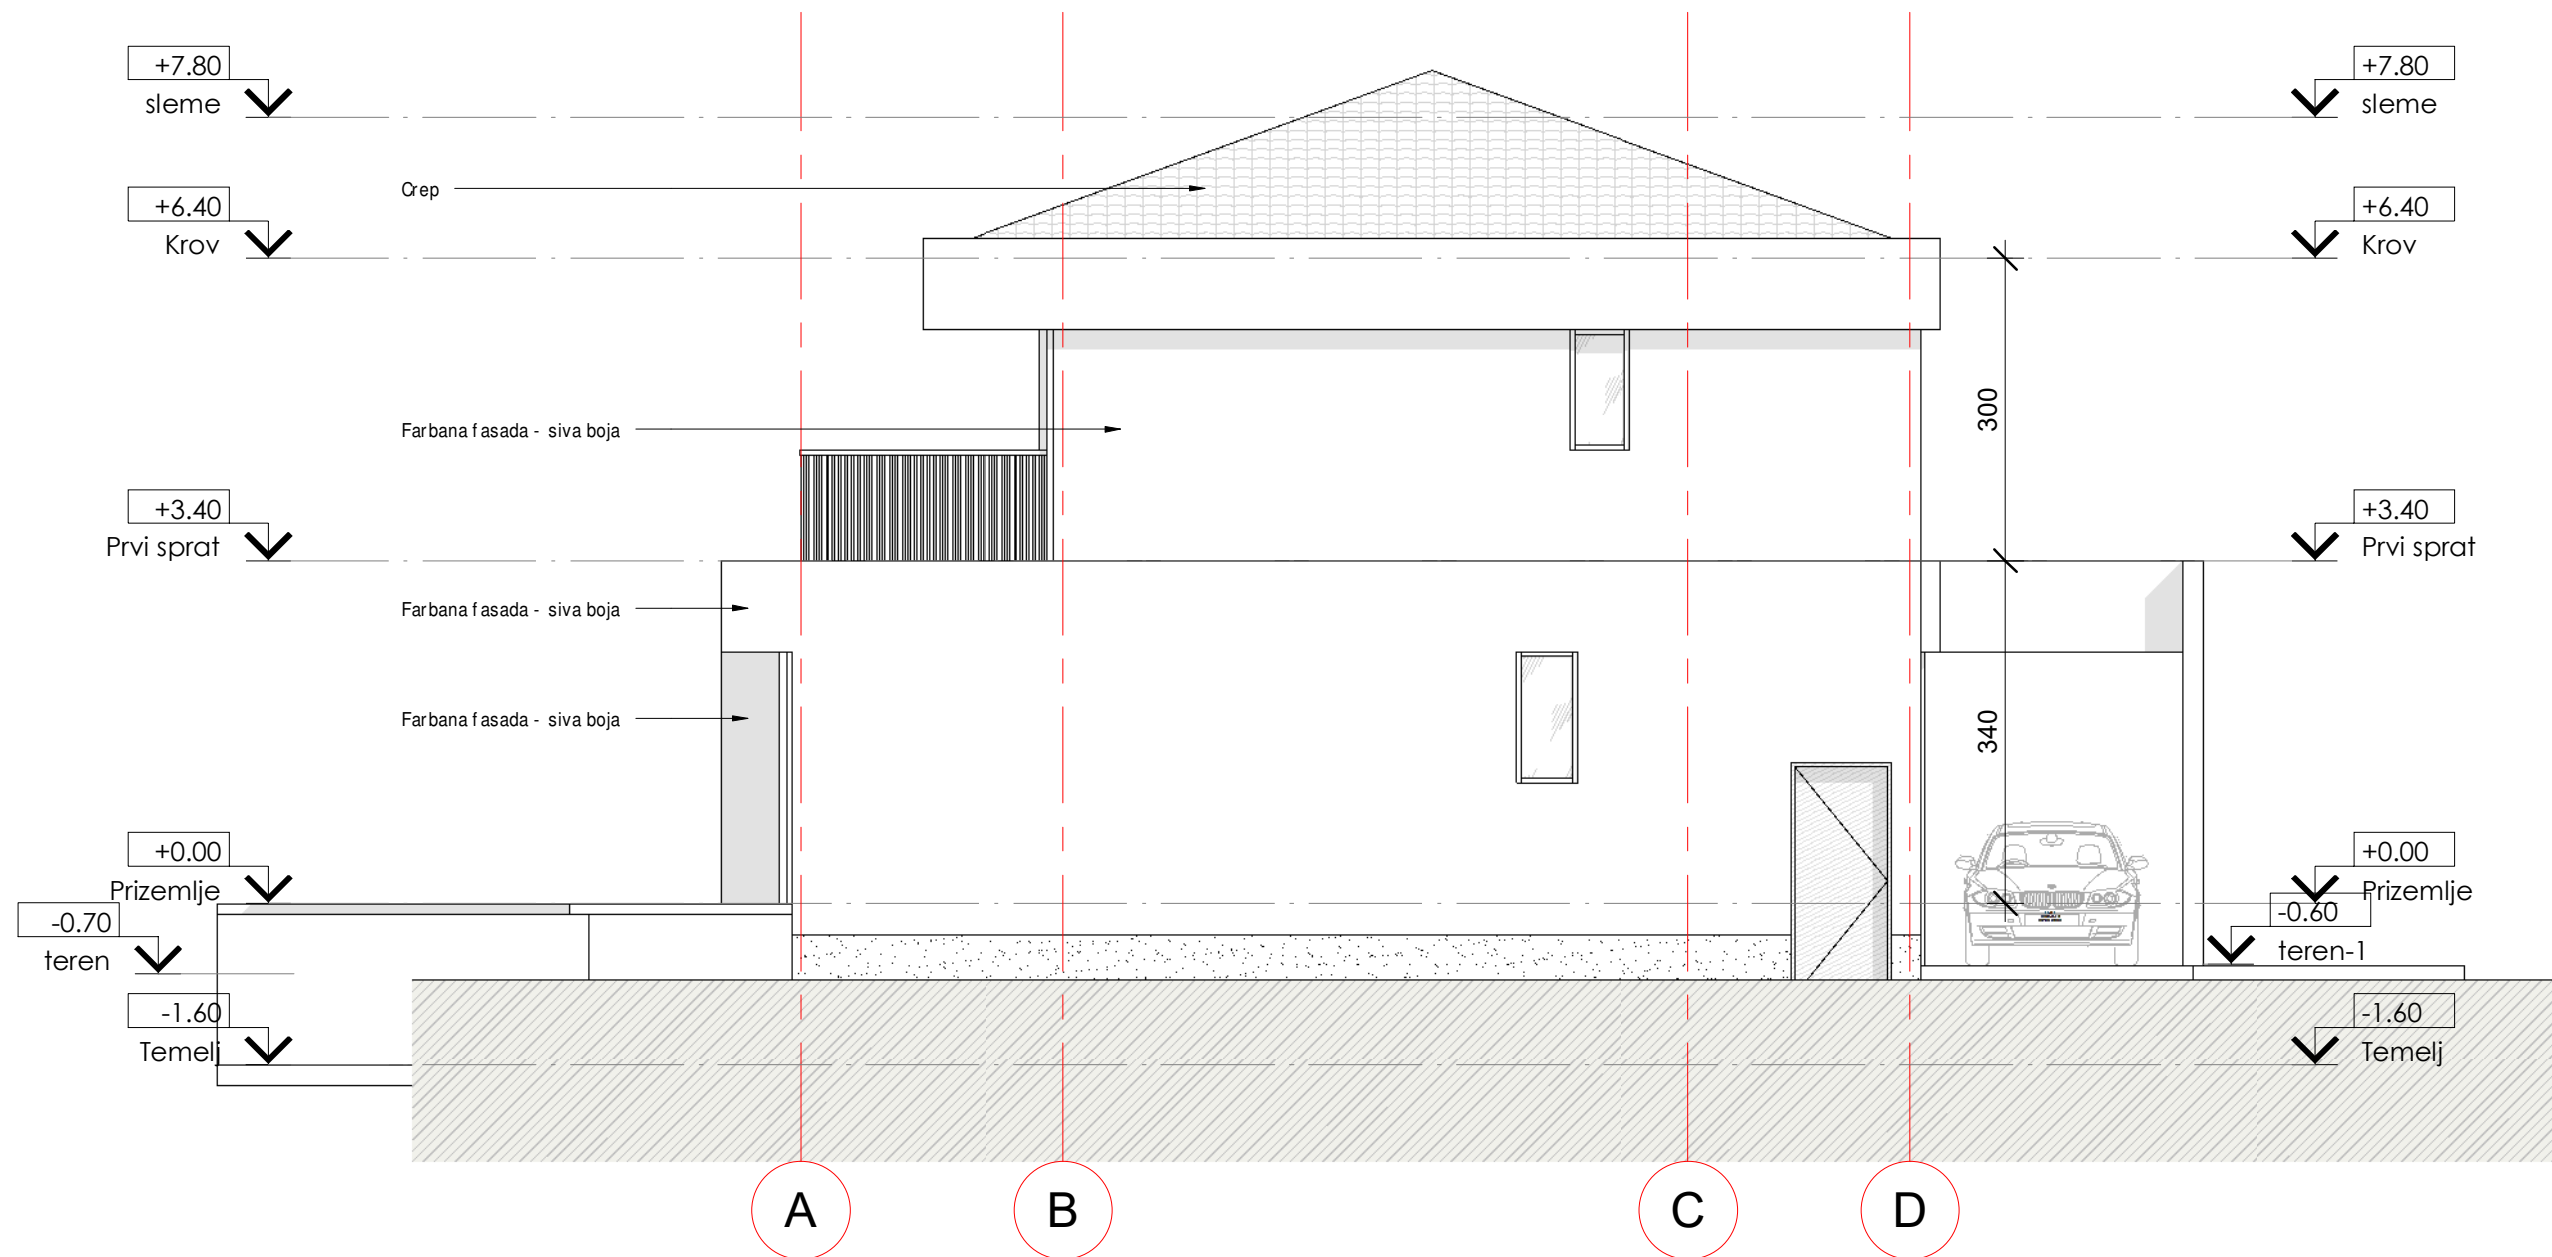 +7.80
sleme
+7.80
sleme
Crep
+6.40
Krov
+6.40
Krov
300
Farbana fasada - siva boja
+3.40
Prvi sprat
+3.40
Prvi sprat
Farbana fasada - siva boja
Farbana fasada - siva boja
340
+0.00
Prizemlje
+0.00
Prizemlje
-0.70
teren
-0.60
teren-1
-1.60
Temelj
-1.60
Temelj
A
B
C
D